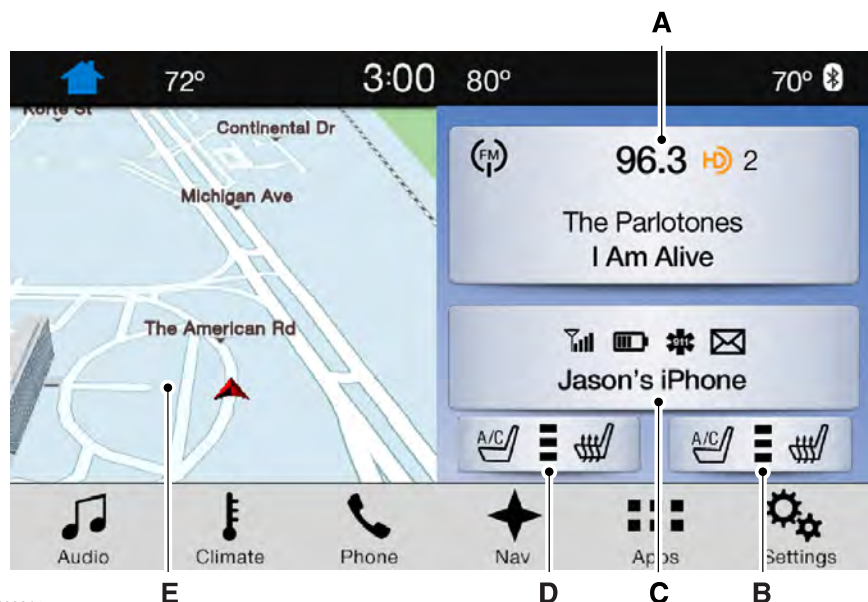 A
72° 3:00 80° 70°
Korte St
Continental Dr
Michigan Ave
The American Rd
FM 96.3 HD 2
The Parlotones
I Am Alive
911
Jason's iPhone
A/C A/C
Audio Climate Phone Nav Apps Settings
E D C B